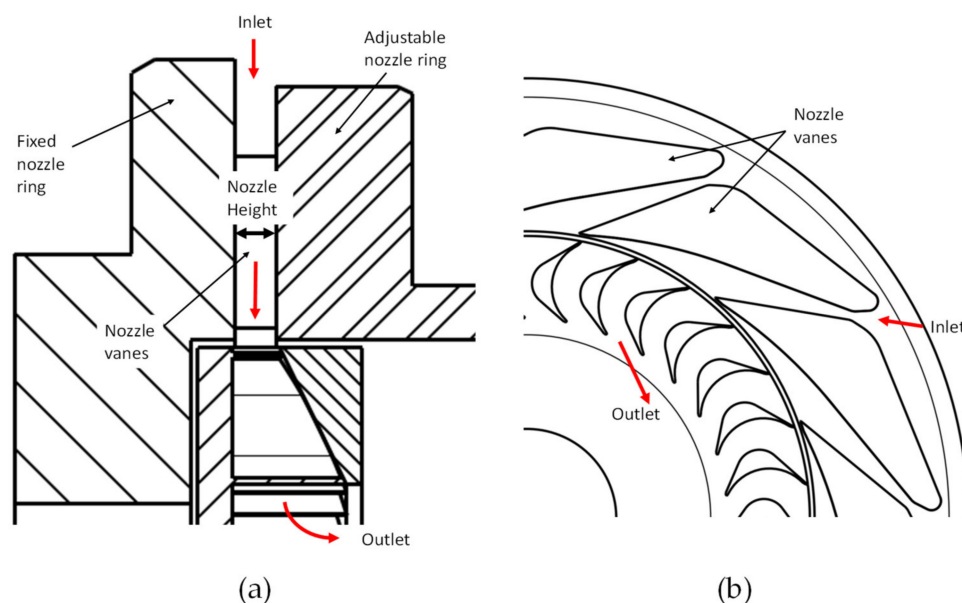 Inlet
Adjustable
nozzle ring
Fixed
nozzle
ring
Nozzle
Height
Nozzle
vanes
Outlet
(a)
Nozzle
vanes
Inlet
Outlet
(b)